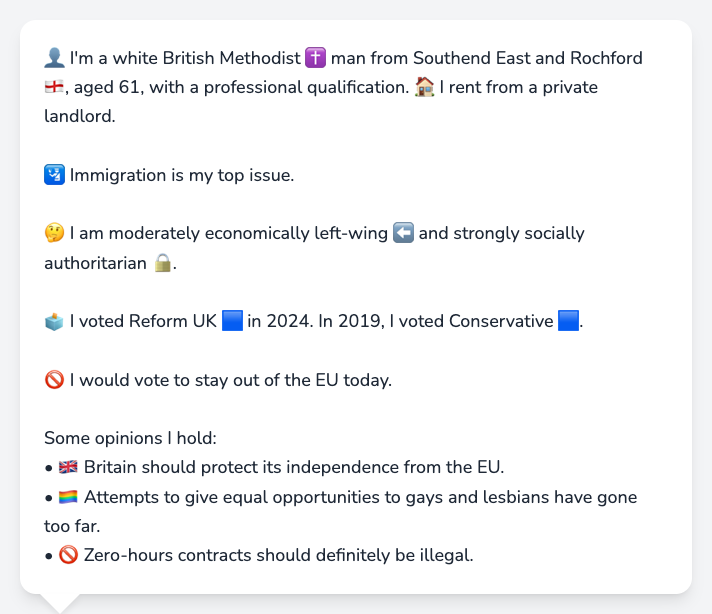 👤 I'm a white British Methodist ✝️ man from Southend East and Rochford
🏴󠁧󠁢󠁥󠁮󠁧󠁿, aged 61, with a professional qualification. 🏠 I rent from a private
landlord.
🛂 Immigration is my top issue.
🤔 I am moderately economically left-wing ⬅️ and strongly socially
authoritarian 🔒.
🗳️ I voted Reform UK 🟦 in 2024. In 2019, I voted Conservative 🟦.
🚫 I would vote to stay out of the EU today.
Some opinions I hold:
• 🇬🇧 Britain should protect its independence from the EU.
• 🏳️‍🌈 Attempts to give equal opportunities to gays and lesbians have gone
too far.
• 🚫 Zero-hours contracts should definitely be illegal.